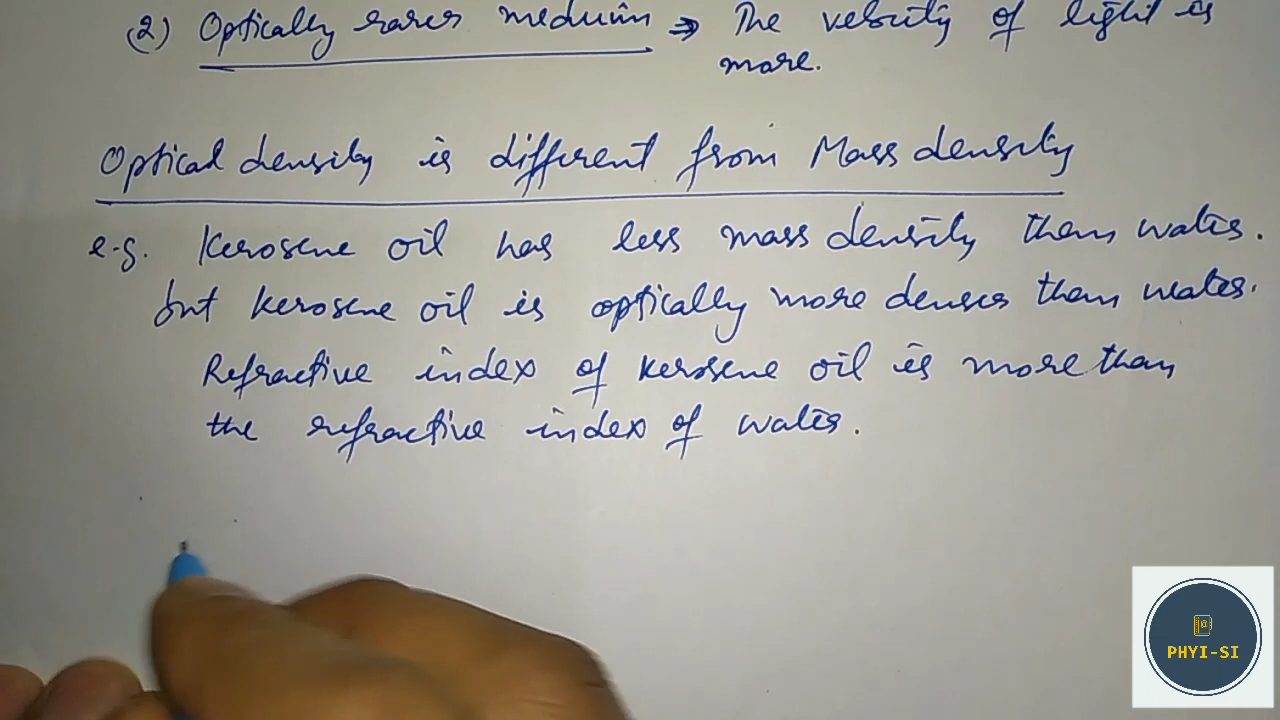 (2) Optically rarer medium ⇒ The velocity of light is
more.
Optical density is different from Mass density
e.g. Kerosene oil has less mass density than water.
but kerosene oil is optically more denser than water.
Refractive index of kerosene oil is more than
the refractive index of water.
PHYI-SI